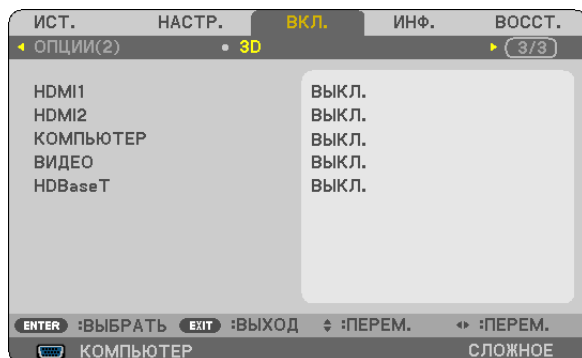 ИСТ. НАСТР. ВКЛ. ИНФ. ВОССТ.
ОПЦИИ(2) 3D 3/3
HDMI1 ВЫКЛ.
HDMI2 ВЫКЛ.
КОМПЬЮТЕР ВЫКЛ.
ВИДЕО ВЫКЛ.
HDBaseT ВЫКЛ.
ENTER :ВЫБРАТЬ EXIT :ВЫХОД :ПЕРЕМ. :ПЕРЕМ.
КОМПЬЮТЕР СЛОЖНОЕ